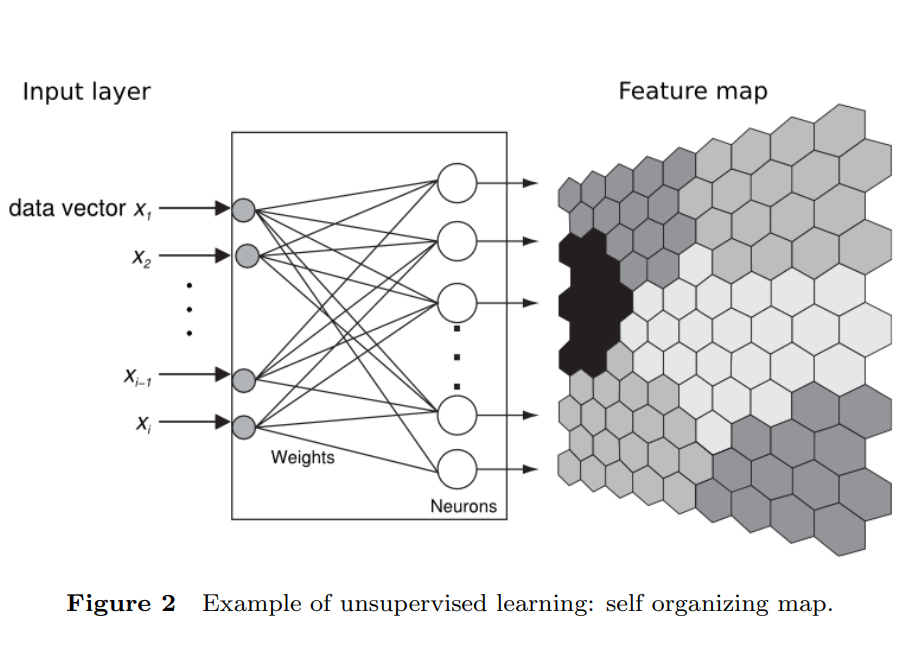 Input layer
Feature map
data vector x₁
x₂
xᵢ₋₁
xᵢ
Weights
Neurons
Figure 2 Example of unsupervised learning: self organizing map.